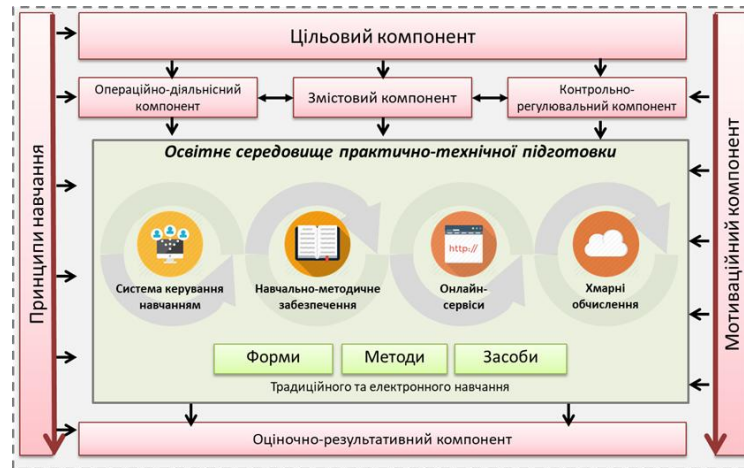 Цільовий компонент
Операційно-діяльнісний
компонент
Змістовий компонент
Контрольно-
регулювальний компонент
Принципи навчання
Мотиваційний компонент
Освітнє середовище практично-технічної підготовки
http://
Система керування
навчанням
Навчально-методичне
забезпечення
Онлайн-
сервіси
Хмарні
обчислення
Форми
Методи
Засоби
Традиційного та електронного навчання
Оціночно-результативний компонент